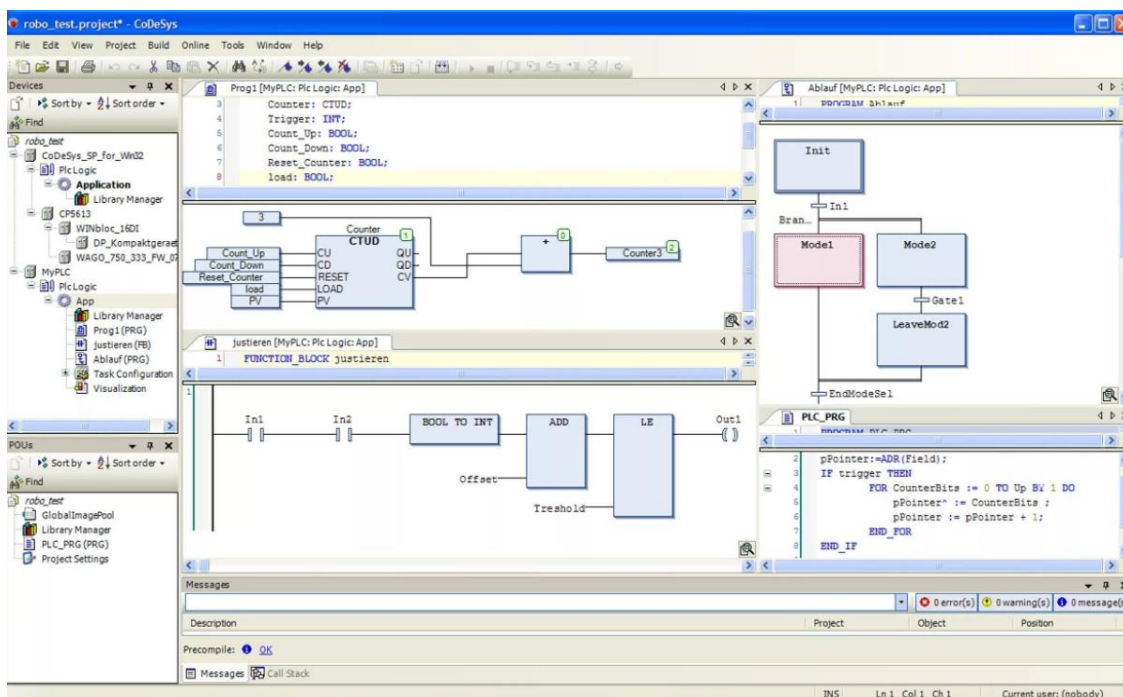 robo_test.project* - CoDeSys
File Edit View Project Build Online Tools Window Help
Devices
Sort by Sort order
Find
robo_test
CoDeSys_SP_for_Win32
PlcLogic
Application
Library Manager
CP5613
WINbloc_16DI
DP_Kompaktgeraet
WAGO_750_333_FW_07
MyPLC
PlcLogic
App
Library Manager
Prog1 (PRG)
justieren (FB)
Ablauf (PRG)
Task Configuration
Visualization
POUs
Sort by Sort order
Find
robo_test
GlobalImagePool
Library Manager
PLC_PRG (PRG)
Project Settings
Prog1 [MyPLC: Plc Logic: App]
3 Counter: CTUD;
4 Trigger: INT;
5 Count_Up: BOOL;
6 Count_Down: BOOL;
7 Reset_Counter: BOOL;
8 load: BOOL;
3
Counter
CTUD 1
Count_Up CU QU
Count_Down CD QD
Reset_Counter RESET CV
load LOAD
PV PV
+ 0
Counter3 2
justieren [MyPLC: Plc Logic: App]
1 FUNCTION_BLOCK justieren
1
In1 In2 BOOL TO INT ADD LE Out1
Offset
Treshold
Ablauf [MyPLC: Plc Logic: App]
1 PROGRAM Ablauf
Init
In1
Bran...
Mode1 Mode2
Gate1
LeaveMod2
EndModeSel
PLC_PRG
1 PROGRAM PLC_PRG
2 pPointer:=ADR(Field);
3 IF trigger THEN
4 FOR CounterBits := 0 TO Up BY 1 DO
5 pPointer^ := CounterBits ;
6 pPointer := pPointer + 1;
7 END_FOR
8 END_IF
Messages
0 error(s) 0 warning(s) 0 message(s
Description Project Object Position
Precompile: OK
Messages Call Stack
INS Ln 1 Col 1 Ch 1 Current user: (nobody)